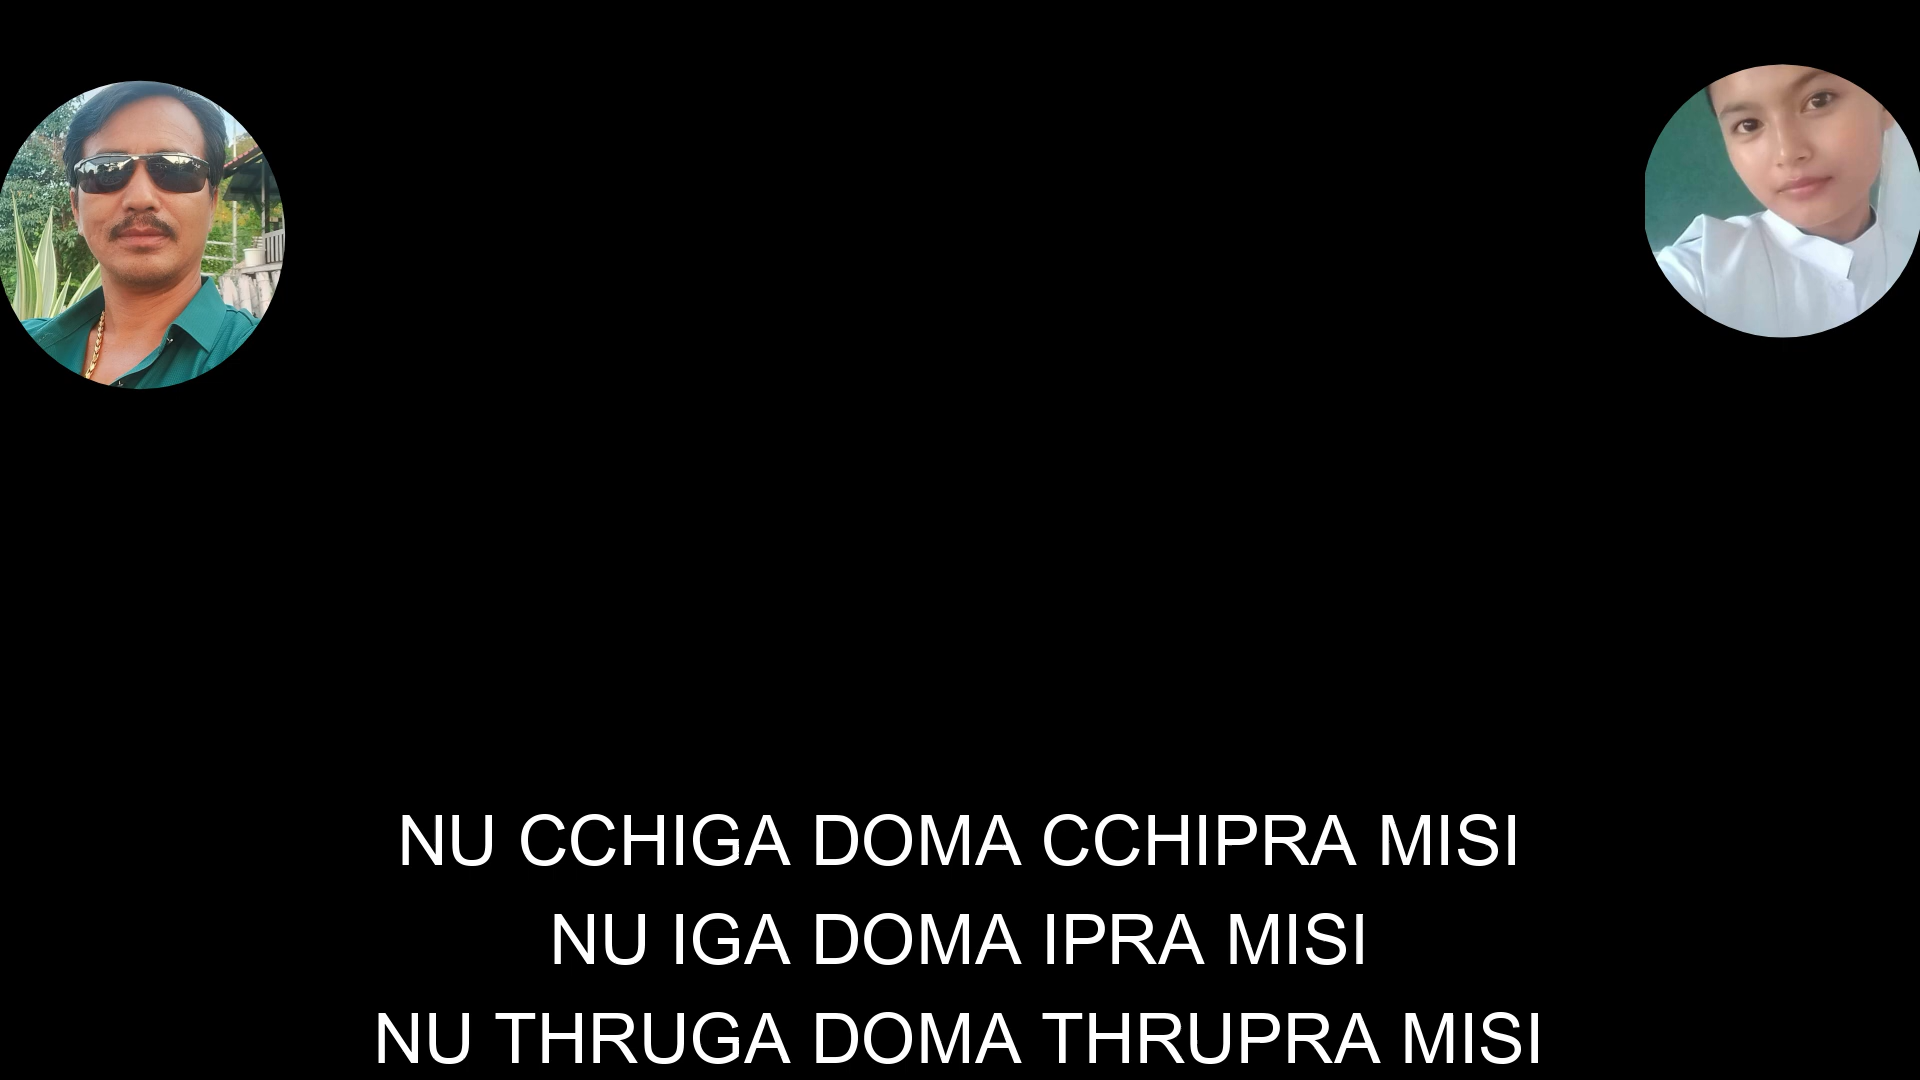 NU CCHIGA DOMA CCHIPRA MISI
NU IGA DOMA IPRA MISI
NU THRUGA DOMA THRUPRA MISI